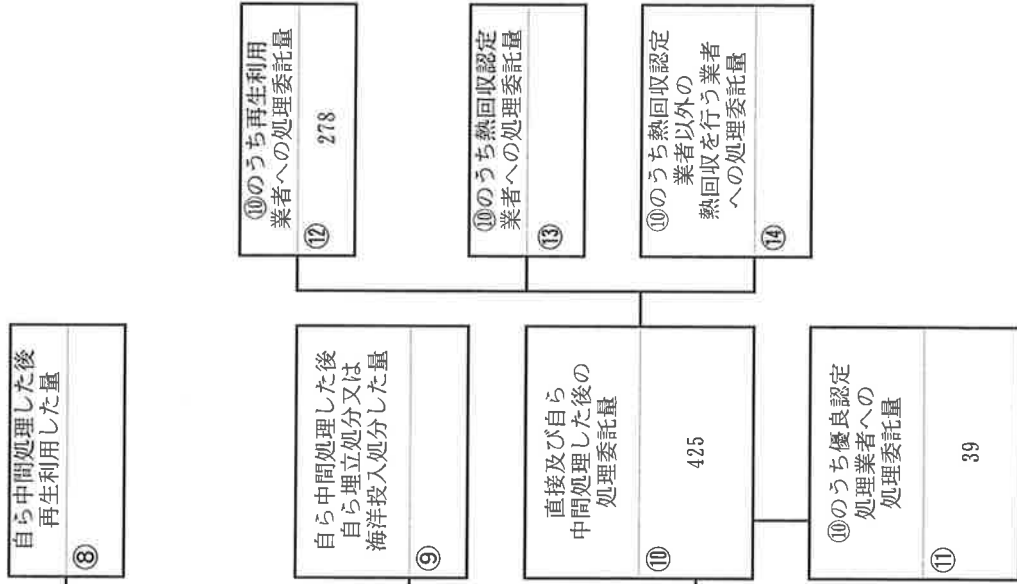 自ら中間処理した後
再生利用した量
⑧
自ら中間処理した後
自ら埋立処分又は
海洋投入処分した量
⑨
直接及び自ら
中間処理した後の
処理委託量
⑩
425
⑩のうち優良認定
処理業者への
処理委託量
⑪
39
⑩のうち再生利用
業者への処理委託量
⑫
278
⑩のうち熱回収認定
業者への処理委託量
⑬
⑩のうち熱回収認定
業者以外の
熱回収を行う業者
への処理委託量
⑭